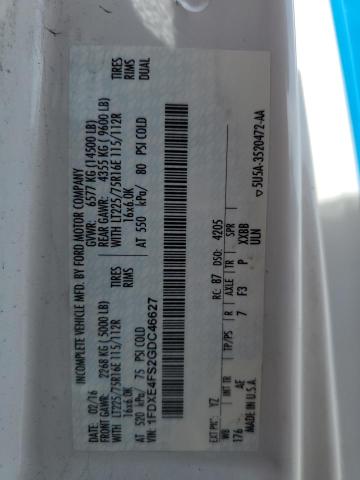 INCOMPLETE VEHICLE MFD. BY FORD MOTOR COMPANY
DATE: 02/16 GVWR: 6577 KG (14500 LB)
FRONT GAWR: 2268 KG (5000 LB) REAR GAWR: 4355 KG (9600 LB)
WITH LT225/75R16E 115/112R TIRES WITH LT225/75R16E 115/112R TIRES
16x6.0K RIMS 16x6.0K RIMS
AT 520 kPa/ 75 PSI COLD AT 550 kPa/ 80 PSI COLD DUAL
VIN: 1FDXE4FS2GDC46627
EXT PNT: YZ RC: 87 DSO: 4205
WB INT TR TP/PS R AXLE TR SPR
176 AE 7 F3 P XXBB
MADE IN U.S.A. ULN
▽5U5A-3520472-AA